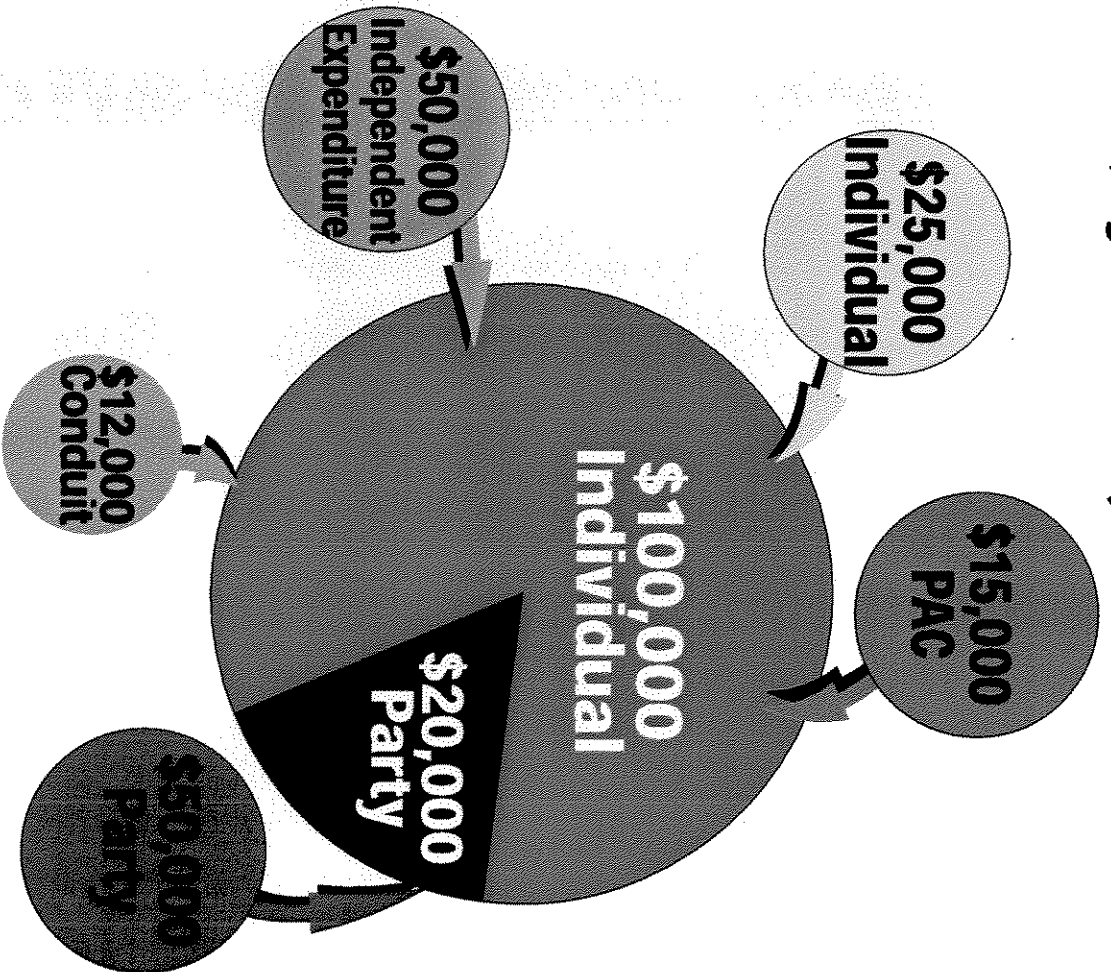 $15,000
PAC
$25,000
Individual
$100,000
Individual
$20,000
Party
$50,000
Independent
Expenditure
$50,000
Party
$12,000
Conduit